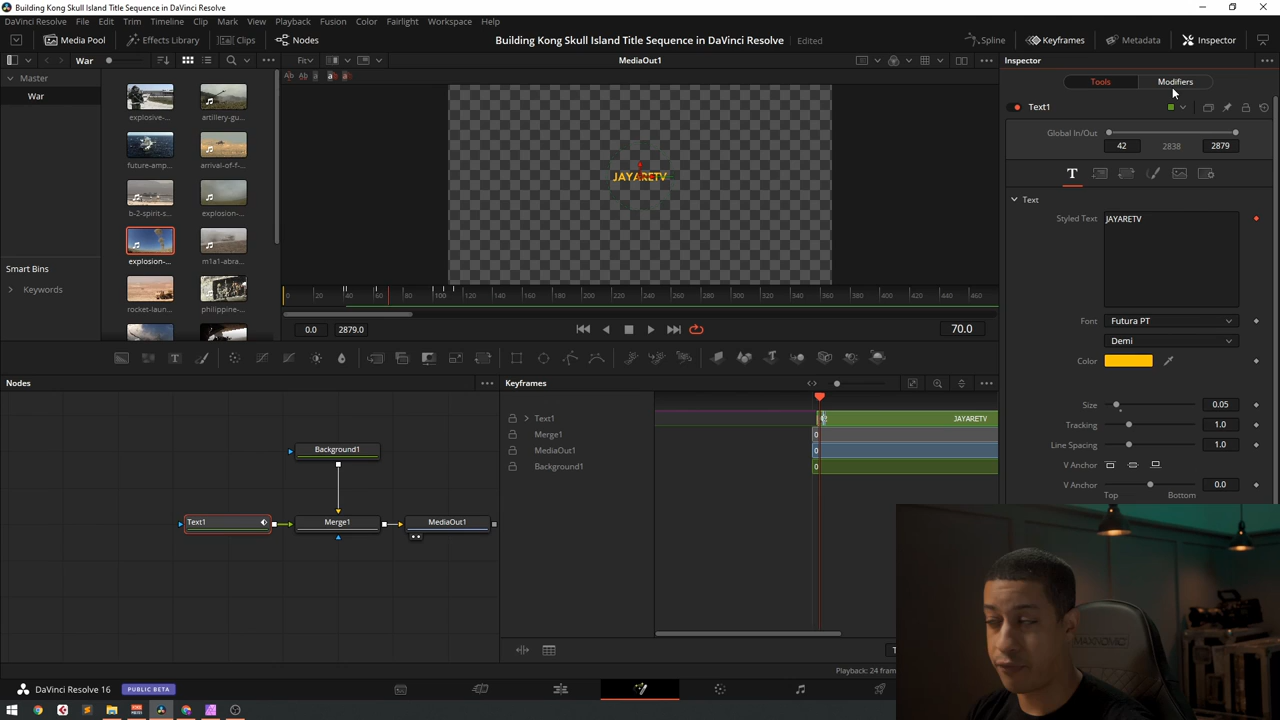 Building Kong Skull Island Title Sequence in DaVinci Resolve
DaVinci Resolve File Edit Trim Timeline Clip Mark View Playback Fusion Color Fairlight Workspace Help
Media Pool Effects Library Clips Nodes Building Kong Skull Island Title Sequence in DaVinci Resolve Edited Spline Keyframes Metadata Inspector
War Fit MediaOut1 Inspector
Master
War
Tools Modifiers
explosive-... artillery-gu...
Text1
Global In/Out
42 2838 2879
future-amp... arrival-of-f...
JAYARETV
b-2-spirit-s... explosion-...
Text
Styled Text JAYARETV
explosion-... m1a1-abra...
Smart Bins
Keywords
rocket-laun... philippine-...
0 20 40 60 80 100 120 140 160 180 200 220 240 260 280 300 320 340 360 380 400 420 440 460
0.0 2879.0 70.0
Font Futura PT
Demi
Color
Nodes Keyframes
Size 0.05
Tracking 1.0
Line Spacing 1.0
V Anchor
V Anchor 0.0
Top Bottom
Text1 JAYARETV
Merge1 0
MediaOut1 0
Background1 0
Background1
Text1 Merge1 MediaOut1
MAXNOMIC
Playback: 24 fram
DaVinci Resolve 16 PUBLIC BETA